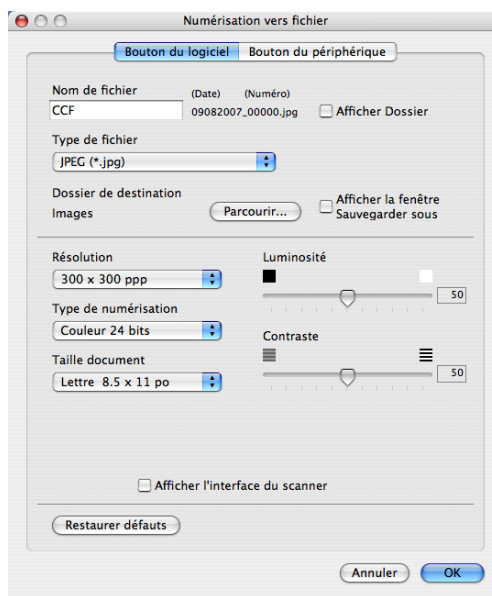 Numérisation vers fichier
Bouton du logiciel Bouton du périphérique
Nom de fichier (Date) (Numéro)
CCF 09082007_00000.jpg Afficher Dossier
Type de fichier
JPEG (*.jpg)
Dossier de destination
Images Parcourir... Afficher la fenêtre
Sauvegarder sous
Résolution Luminosité
300 x 300 ppp 50
Type de numérisation
Couleur 24 bits Contraste
Taille document
Lettre 8.5 x 11 po 50
Afficher l'interface du scanner
Restaurer défauts
Annuler OK